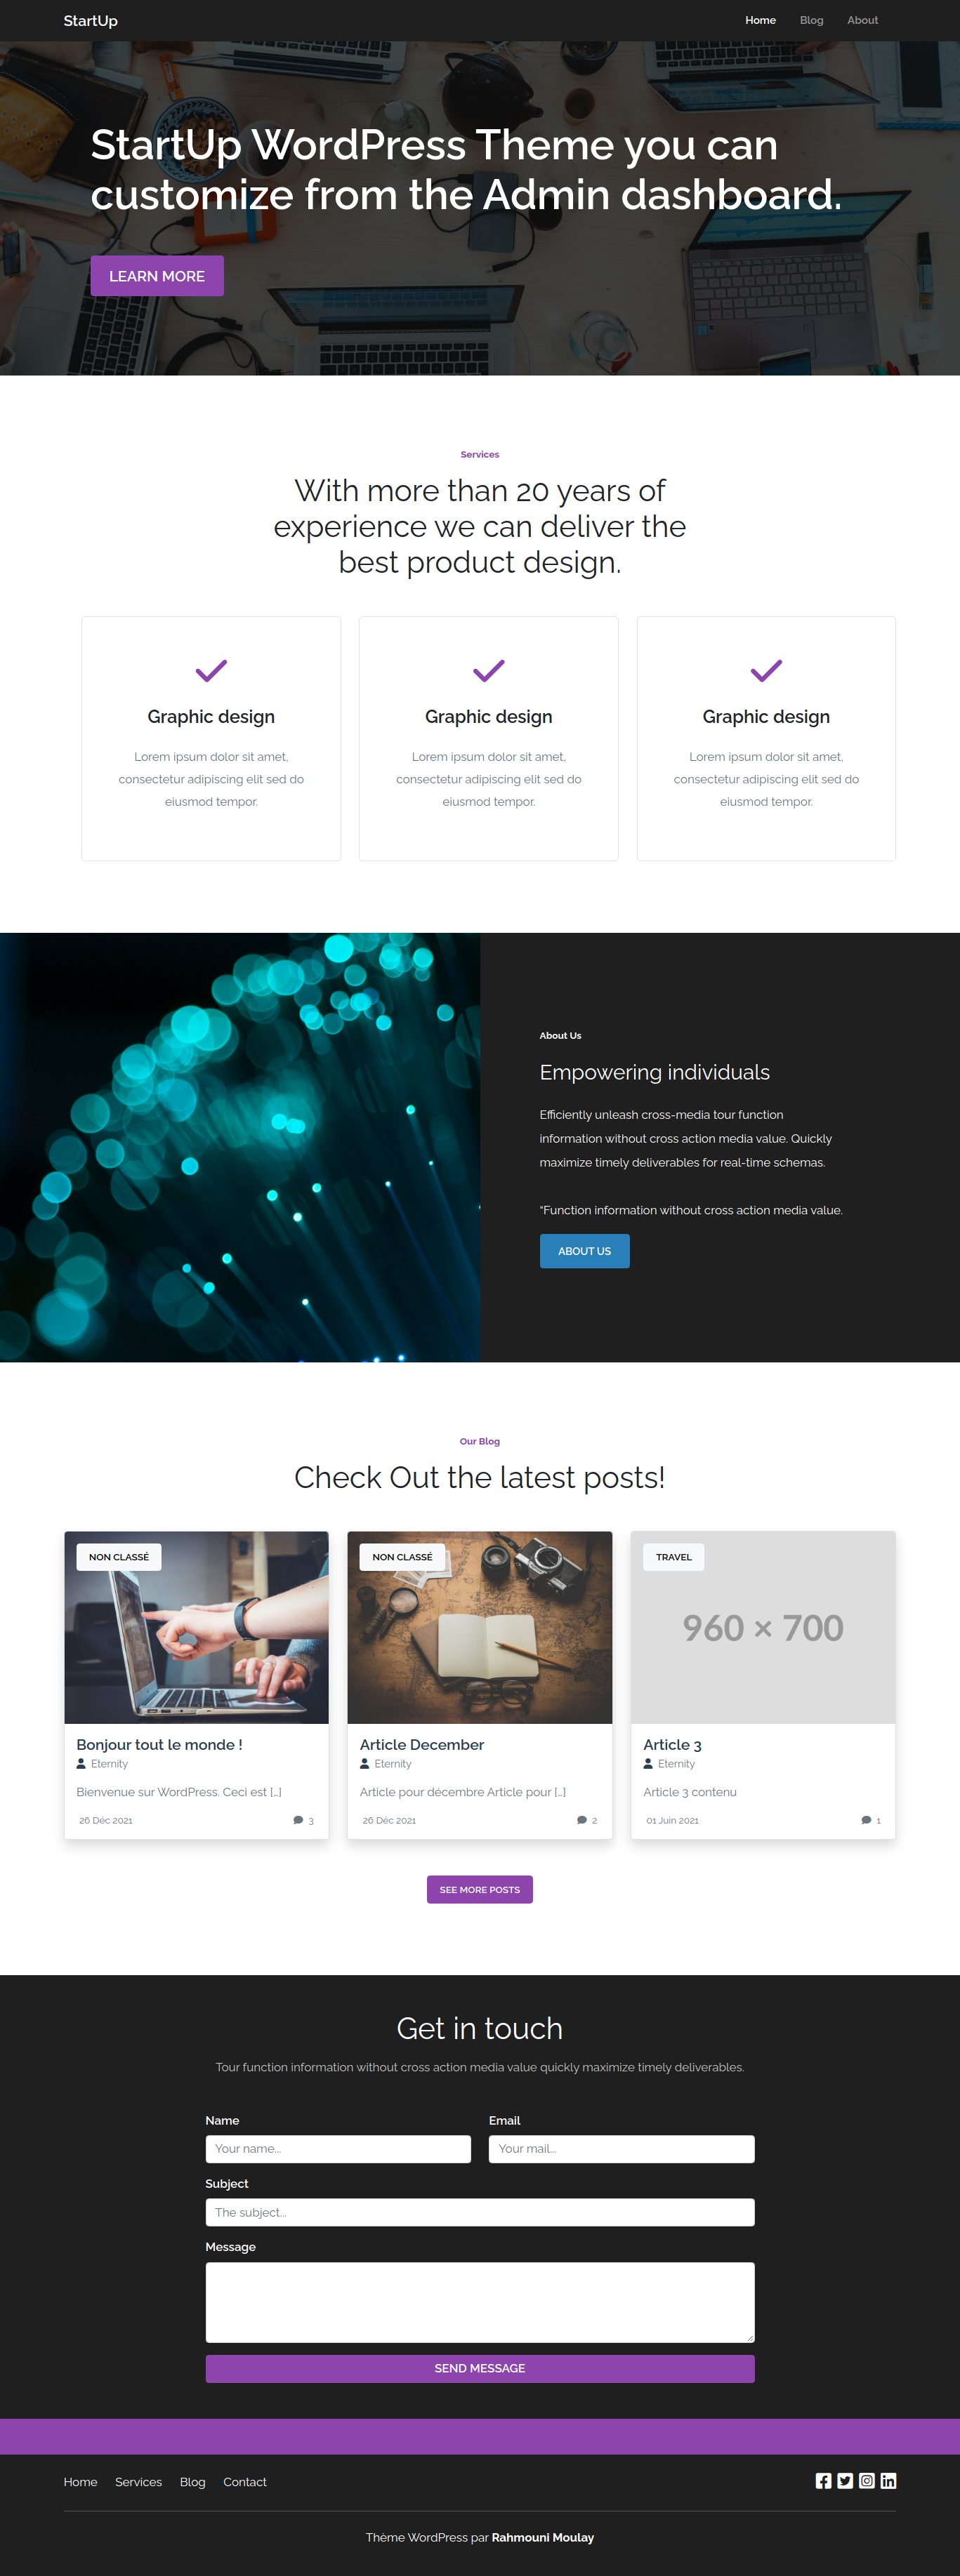 StartUp
Home Blog About
StartUp WordPress Theme you can
customize from the Admin dashboard.
LEARN MORE
Services
With more than 20 years of
experience we can deliver the
best product design.
Graphic design
Lorem ipsum dolor sit amet,
consectetur adipiscing elit sed do
eiusmod tempor.
Graphic design
Lorem ipsum dolor sit amet,
consectetur adipiscing elit sed do
eiusmod tempor.
Graphic design
Lorem ipsum dolor sit amet,
consectetur adipiscing elit sed do
eiusmod tempor.
About Us
Empowering individuals
Efficiently unleash cross-media tour function
information without cross action media value. Quickly
maximize timely deliverables for real-time schemas.
“Function information without cross action media value.
ABOUT US
Our Blog
Check Out the latest posts!
NON CLASSÉ
Bonjour tout le monde !
Eternity
Bienvenue sur WordPress. Ceci est [...]
26 Déc 2021 3
NON CLASSÉ
Article December
Eternity
Article pour décembre Article pour [...]
26 Déc 2021 2
TRAVEL
960 × 700
Article 3
Eternity
Article 3 contenu
01 Juin 2021 1
SEE MORE POSTS
Get in touch
Tour function information without cross action media value quickly maximize timely deliverables.
Name Email
Your name... Your mail...
Subject
The subject...
Message
SEND MESSAGE
Home Services Blog Contact
Thème WordPress par Rahmouni Moulay